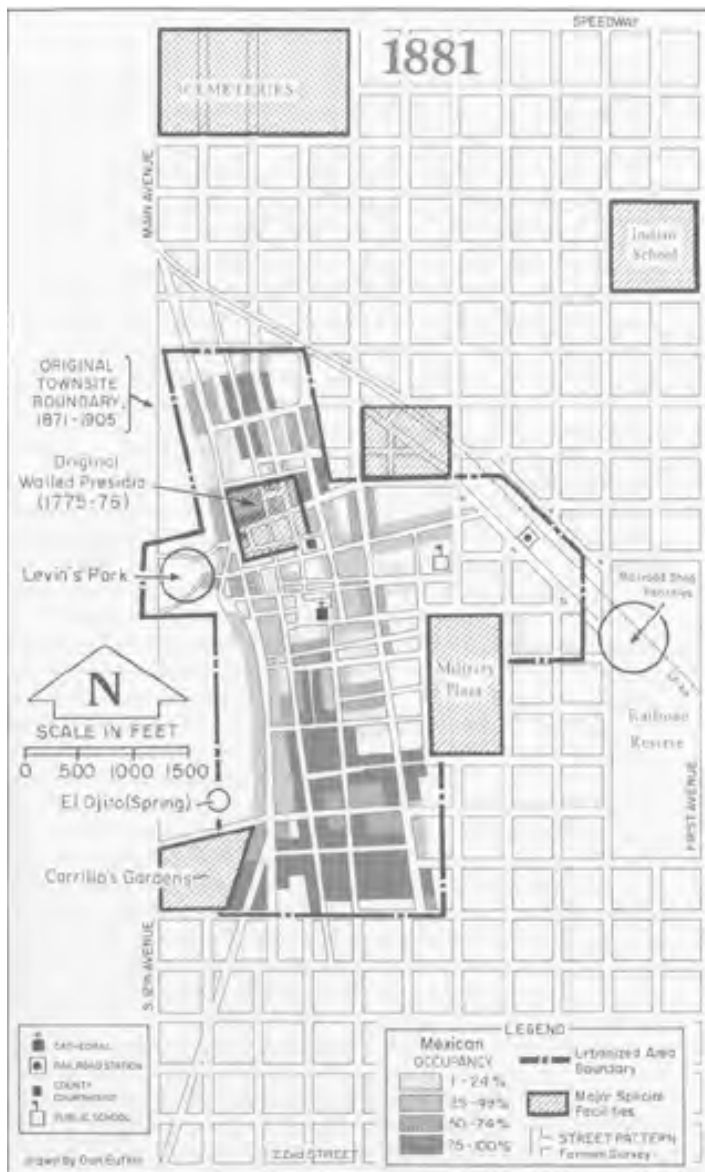 SPEEDWAY
1881
CEMETERIES
MAIN AVENUE
Indian
School
ORIGINAL
TOWNSITE
BOUNDARY,
1871-1905
Original
Walled Presidio
(1775-76)
Levin's Park
Railroad Shop
Military
Plaza
N
SCALE IN FEET
0 500 1000 1500
Railroad
Reserve
El Ojito (Spring)
FIRST AVENUE
Carrillo's Gardens
S. 12th AVENUE
CATHEDRAL
RAILROAD STATION
COUNTY
COURTHOUSE
PUBLIC SCHOOL
LEGEND
Mexican
OCCUPANCY
1-24%
25-49%
50-74%
75-100%
Urbanized Area
Boundary
Major Special
Facilities
STREET PATTERN
22nd STREET
drawn by Don Bufkin